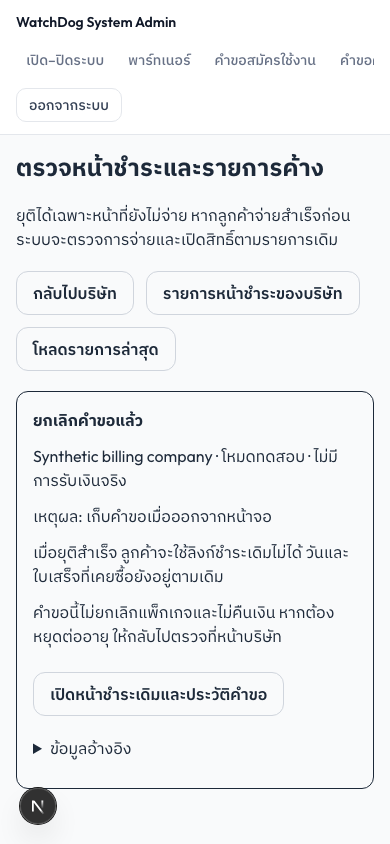 WatchDog System Admin
เปิด–ปิดระบบ พาร์ทเนอร์ คำขอสมัครใช้งาน
ออกจากระบบ
ตรวจหน้าชำระและรายการค้าง
ยุติได้เฉพาะหน้าที่ยังไม่จ่าย หากลูกค้าจ่ายสำเร็จก่อน
ระบบจะตรวจการจ่ายและเปิดสิทธิ์ตามรายการเดิม
กลับไปบริษัท รายการหน้าชำระของบริษัท
โหลดรายการล่าสุด
ยกเลิกคำขอแล้ว
Synthetic billing company · โหมดทดสอบ · ไม่มี
การรับเงินจริง
เหตุผล: เก็บคำขอเมื่อออกจากหน้าจอ
เมื่อยุติสำเร็จ ลูกค้าจะใช้ลิงก์ชำระเดิมไม่ได้ วันและ
ใบเสร็จที่เคยซื้อยังอยู่ตามเดิม
คำขอนี้ไม่ยกเลิกแพ็กเกจและไม่คืนเงิน หากต้อง
หยุดต่ออายุ ให้กลับไปตรวจที่หน้าบริษัท
เปิดหน้าชำระเดิมและประวัติคำขอ
ข้อมูลอ้างอิง
N